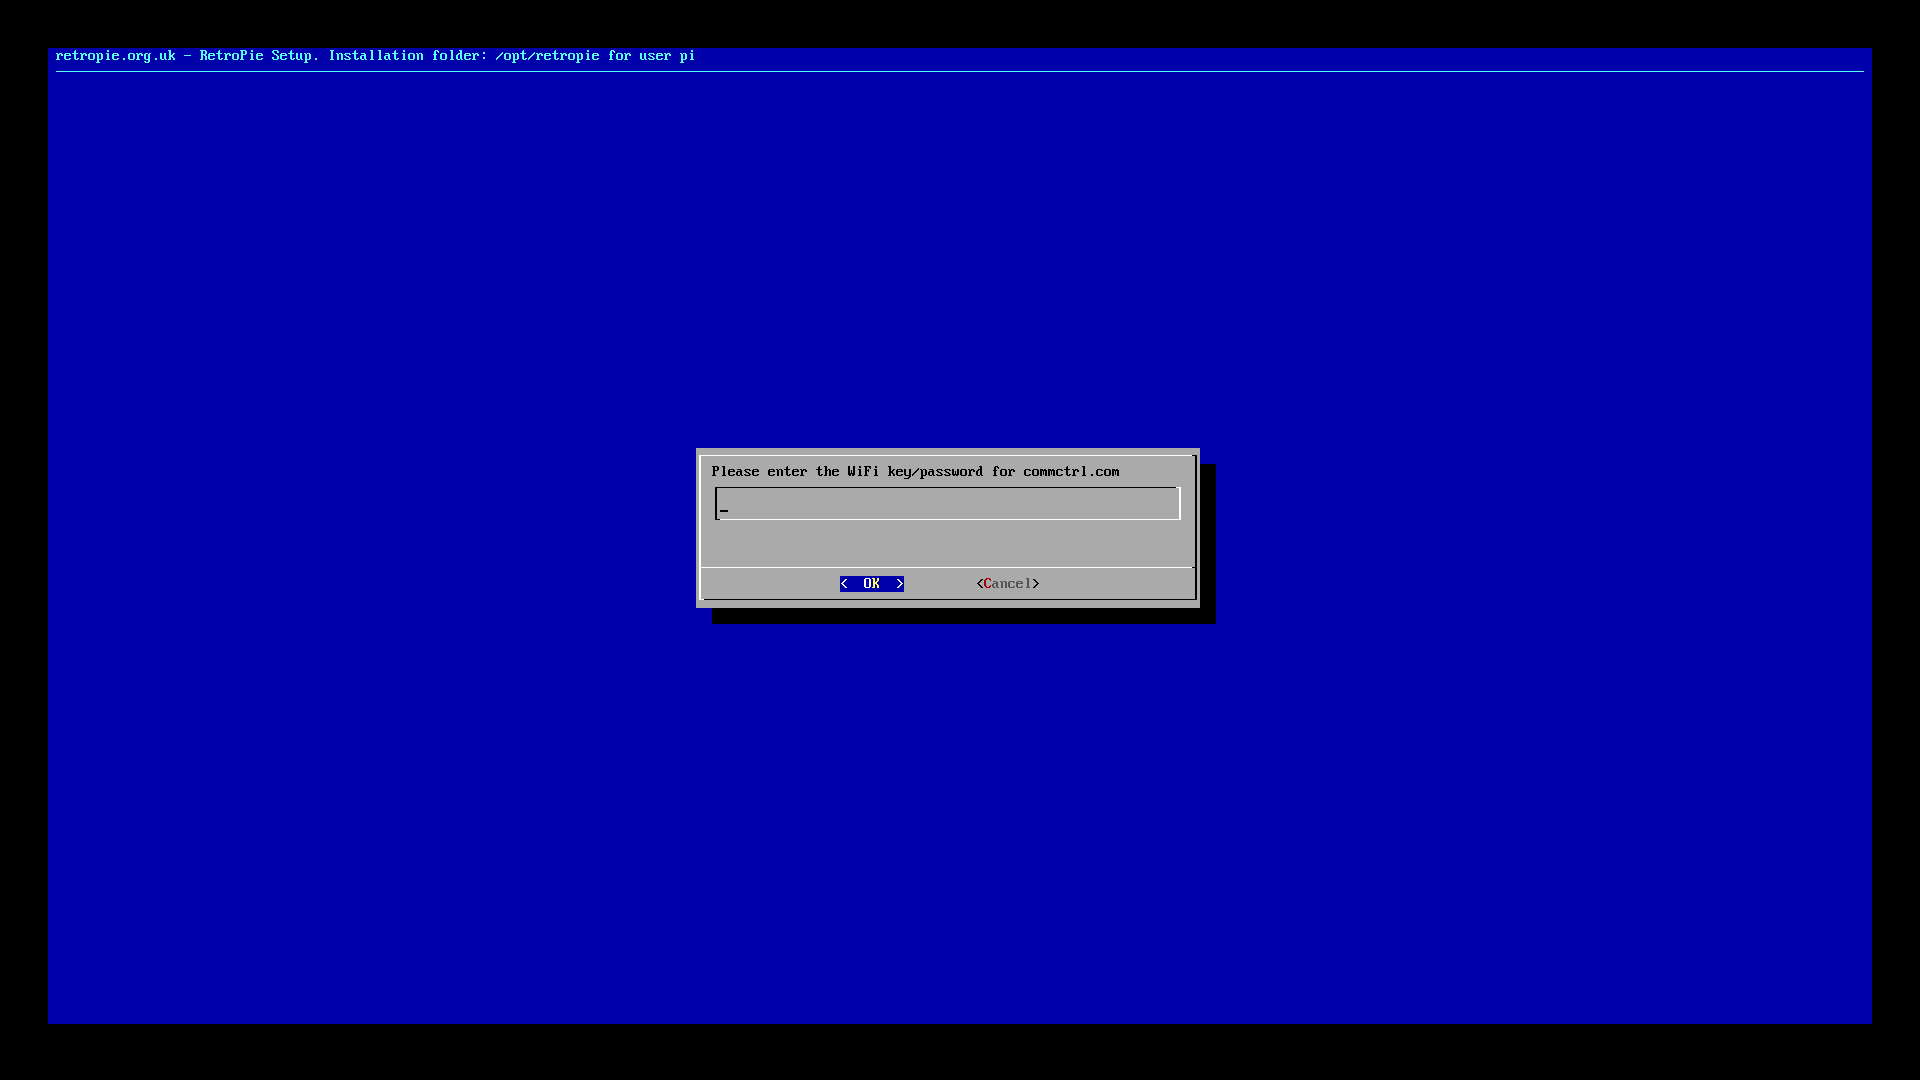 retropie.org.uk - RetroPie Setup. Installation folder: /opt/retropie for user pi
Please enter the WiFi key/password for commctrl.com
_
<  OK  > <Cancel>